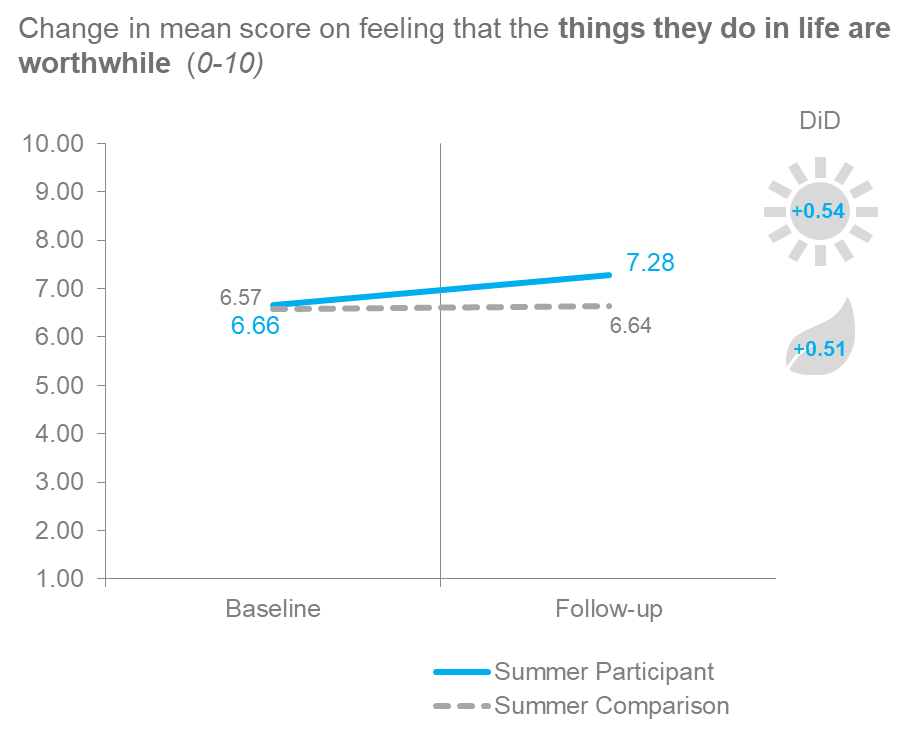 Change in mean score on feeling that the things they do in life are
worthwhile (0-10)
DiD
10.00
9.00
8.00
7.00
6.00
5.00
4.00
3.00
2.00
1.00
+0.54
7.28
6.57
6.66
6.64
+0.51
Baseline
Follow-up
Summer Participant
Summer Comparison